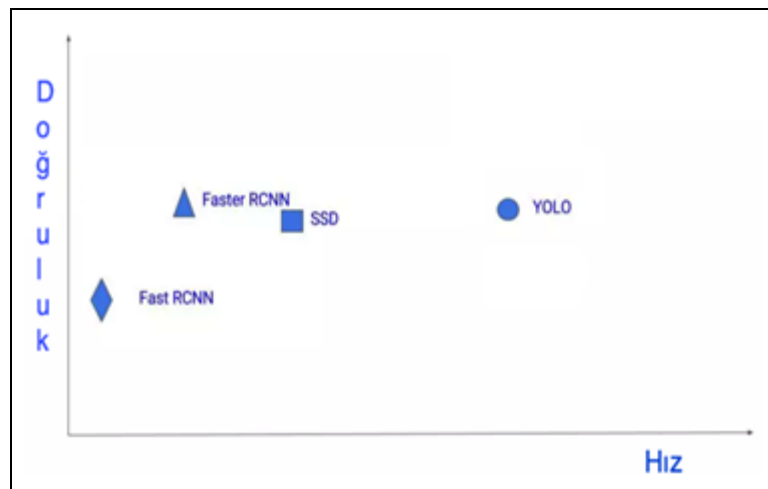 Doğruluk
Faster RCNN
SSD
YOLO
Fast RCNN
Hız